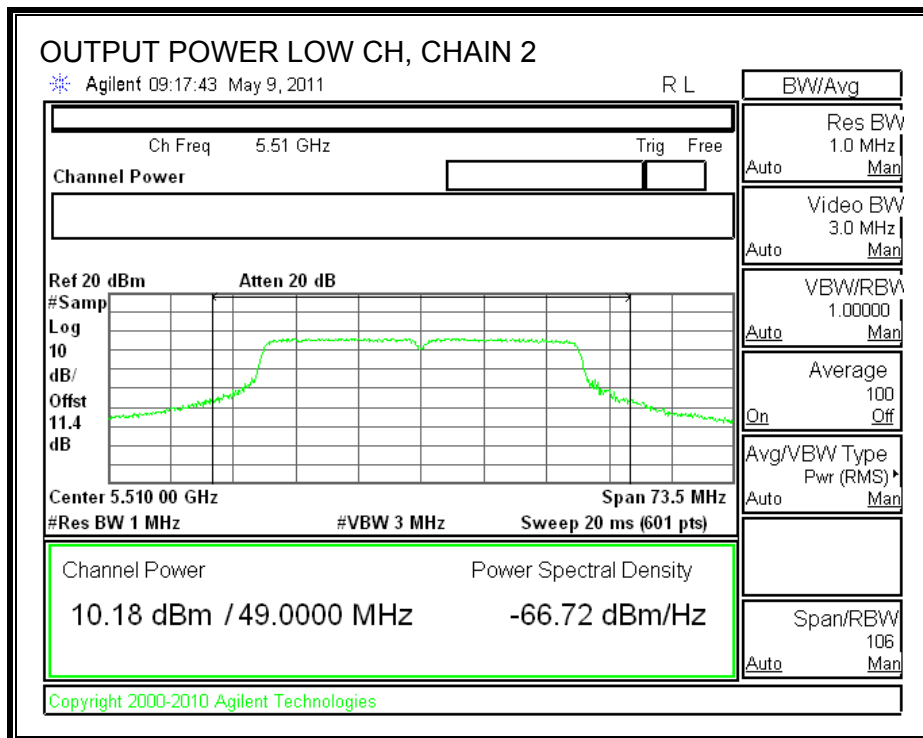 OUTPUT POWER LOW CH, CHAIN 2
Agilent 09:17:43 May 9, 2011 R L
BW/Avg
Ch Freq 5.51 GHz Trig Free
Channel Power
Res BW
1.0 MHz
Auto Man
Video BW
3.0 MHz
Auto Man
Ref 20 dBm Atten 20 dB
#Samp
Log
10
dB/
Offst
11.4
dB
VBW/RBW
1.00000
Auto Man
Average
100
On Off
Avg/VBW Type
Pwr (RMS)
Auto Man
Center 5.510 00 GHz Span 73.5 MHz
#Res BW 1 MHz #VBW 3 MHz Sweep 20 ms (601 pts)
Channel Power Power Spectral Density
10.18 dBm / 49.0000 MHz -66.72 dBm/Hz
Span/RBW
106
Auto Man
Copyright 2000-2010 Agilent Technologies